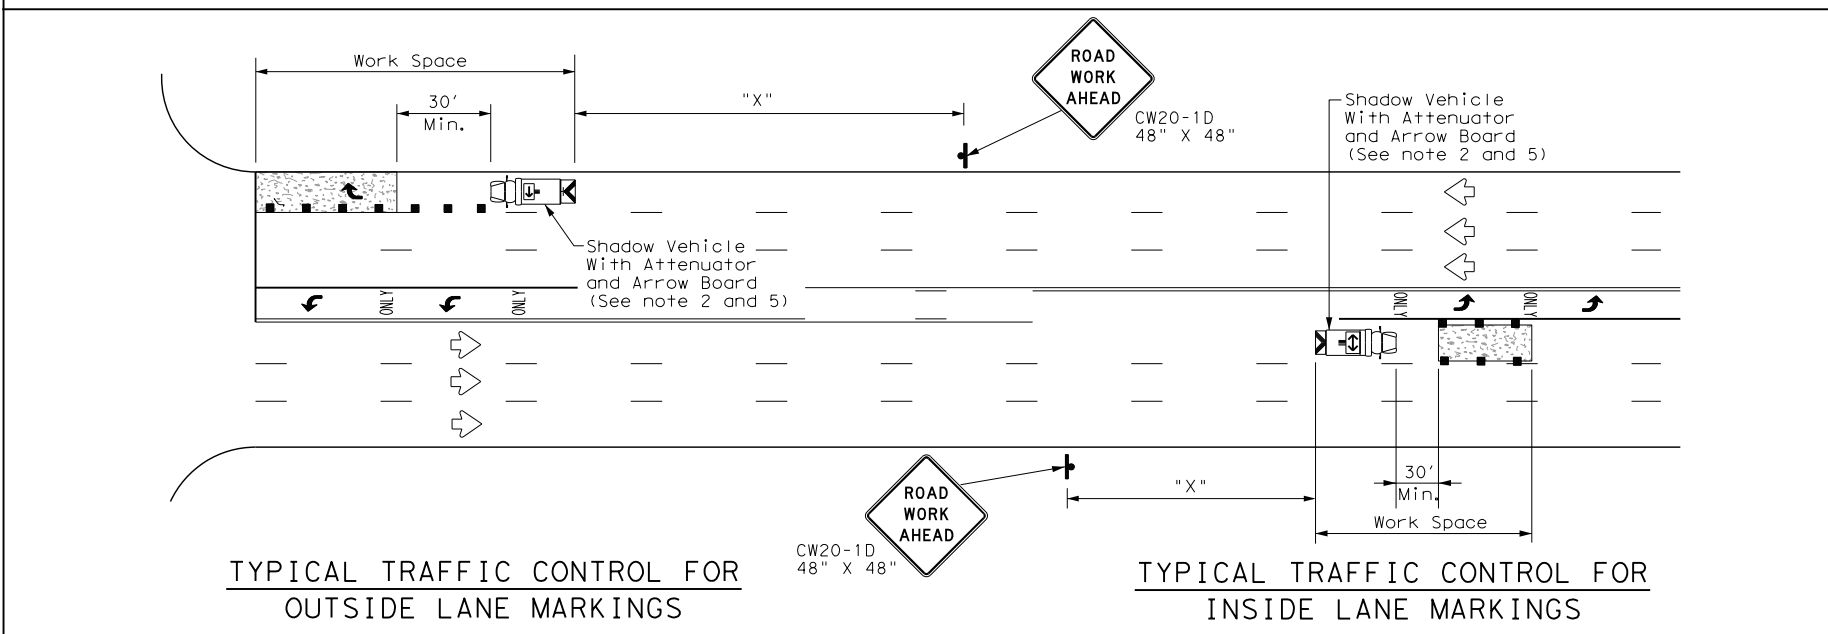 Work Space
30'
Min.
"X"
ROAD
WORK
AHEAD
CW20-1D
48" X 48"
Shadow Vehicle
With Attenuator
and Arrow Board
(See note 2 and 5)
Shadow Vehicle
With Attenuator
and Arrow Board
(See note 2 and 5)
ONLY
ONLY
ONLY
ONLY
ROAD
WORK
AHEAD
CW20-1D
48" X 48"
"X"
30'
Min.
Work Space
TYPICAL TRAFFIC CONTROL FOR
OUTSIDE LANE MARKINGS
TYPICAL TRAFFIC CONTROL FOR
INSIDE LANE MARKINGS